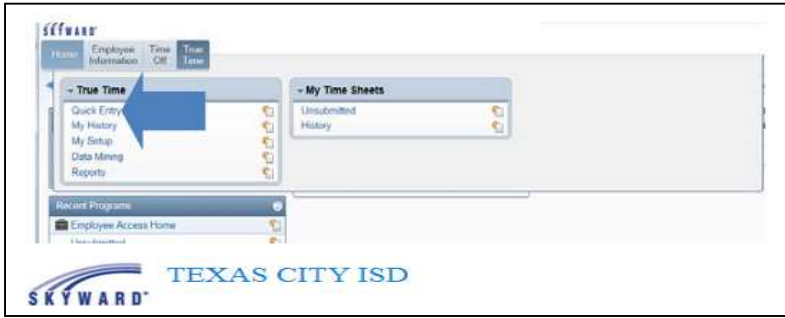 SKYWARD
Home Employee Information Time Off True Time
True Time
Quick Entry
My History
My Setup
Data Mining
Reports
My Time Sheets
Unsubmitted
History
Recent Programs
Employee Access Home
Unsubmitted
SKYWARD
TEXAS CITY ISD